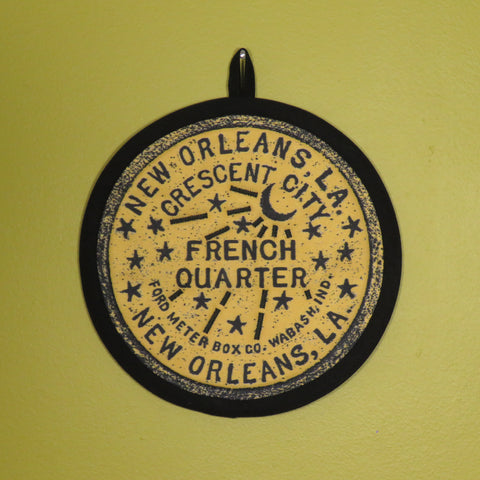 NEW ORLEANS, LA.
CRESCENT CITY
FRENCH
QUARTER
FORD METER BOX CO. WABASH, IND.
NEW ORLEANS, LA.